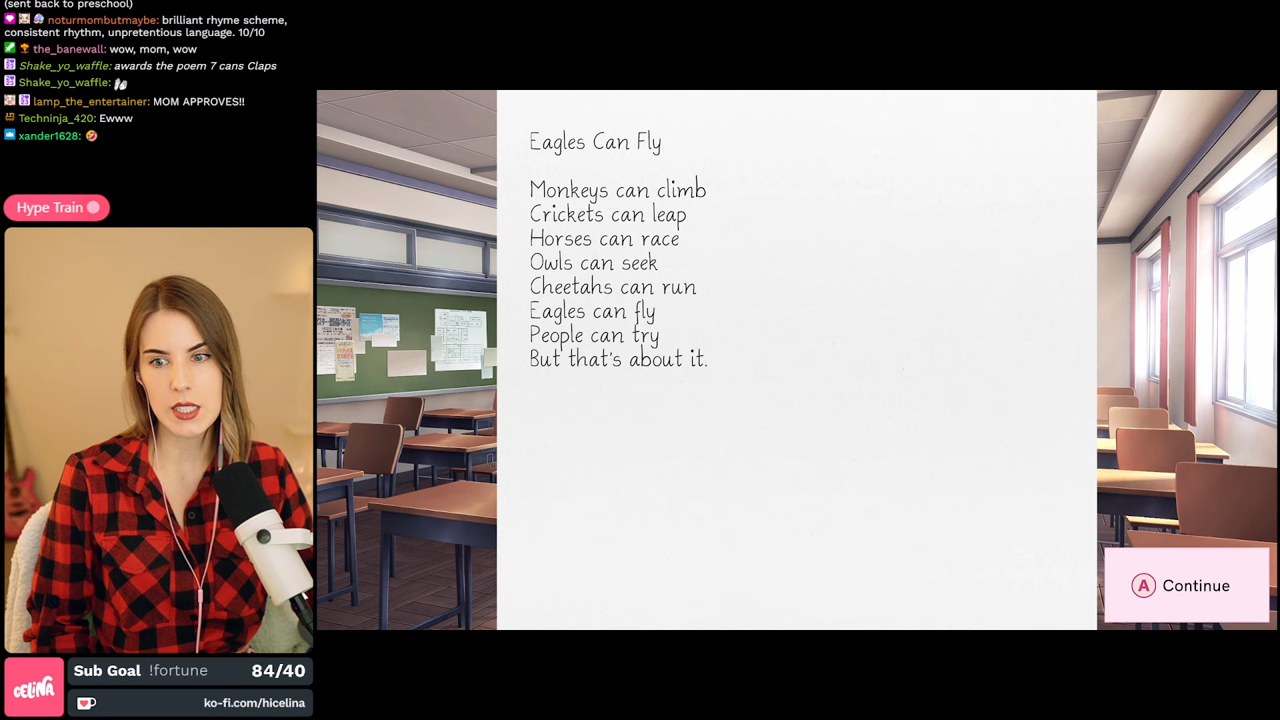 (sent back to preschool)
noturmombutmaybe: brilliant rhyme scheme,
consistent rhythm, unpretentious language. 10/10
the_banewall: wow, mom, wow
Shake_yo_waffle: awards the poem 7 cans Claps
Shake_yo_waffle:
lamp_the_entertainer: MOM APPROVES!!
Techninja_420: Ewww
xander1628: 🤣
Hype Train
Eagles Can Fly
Monkeys can climb
Crickets can leap
Horses can race
Owls can seek
Cheetahs can run
Eagles can fly
People can try
But that's about it.
A Continue
CELINA
Sub Goal !fortune 84/40
ko-fi.com/hicelina